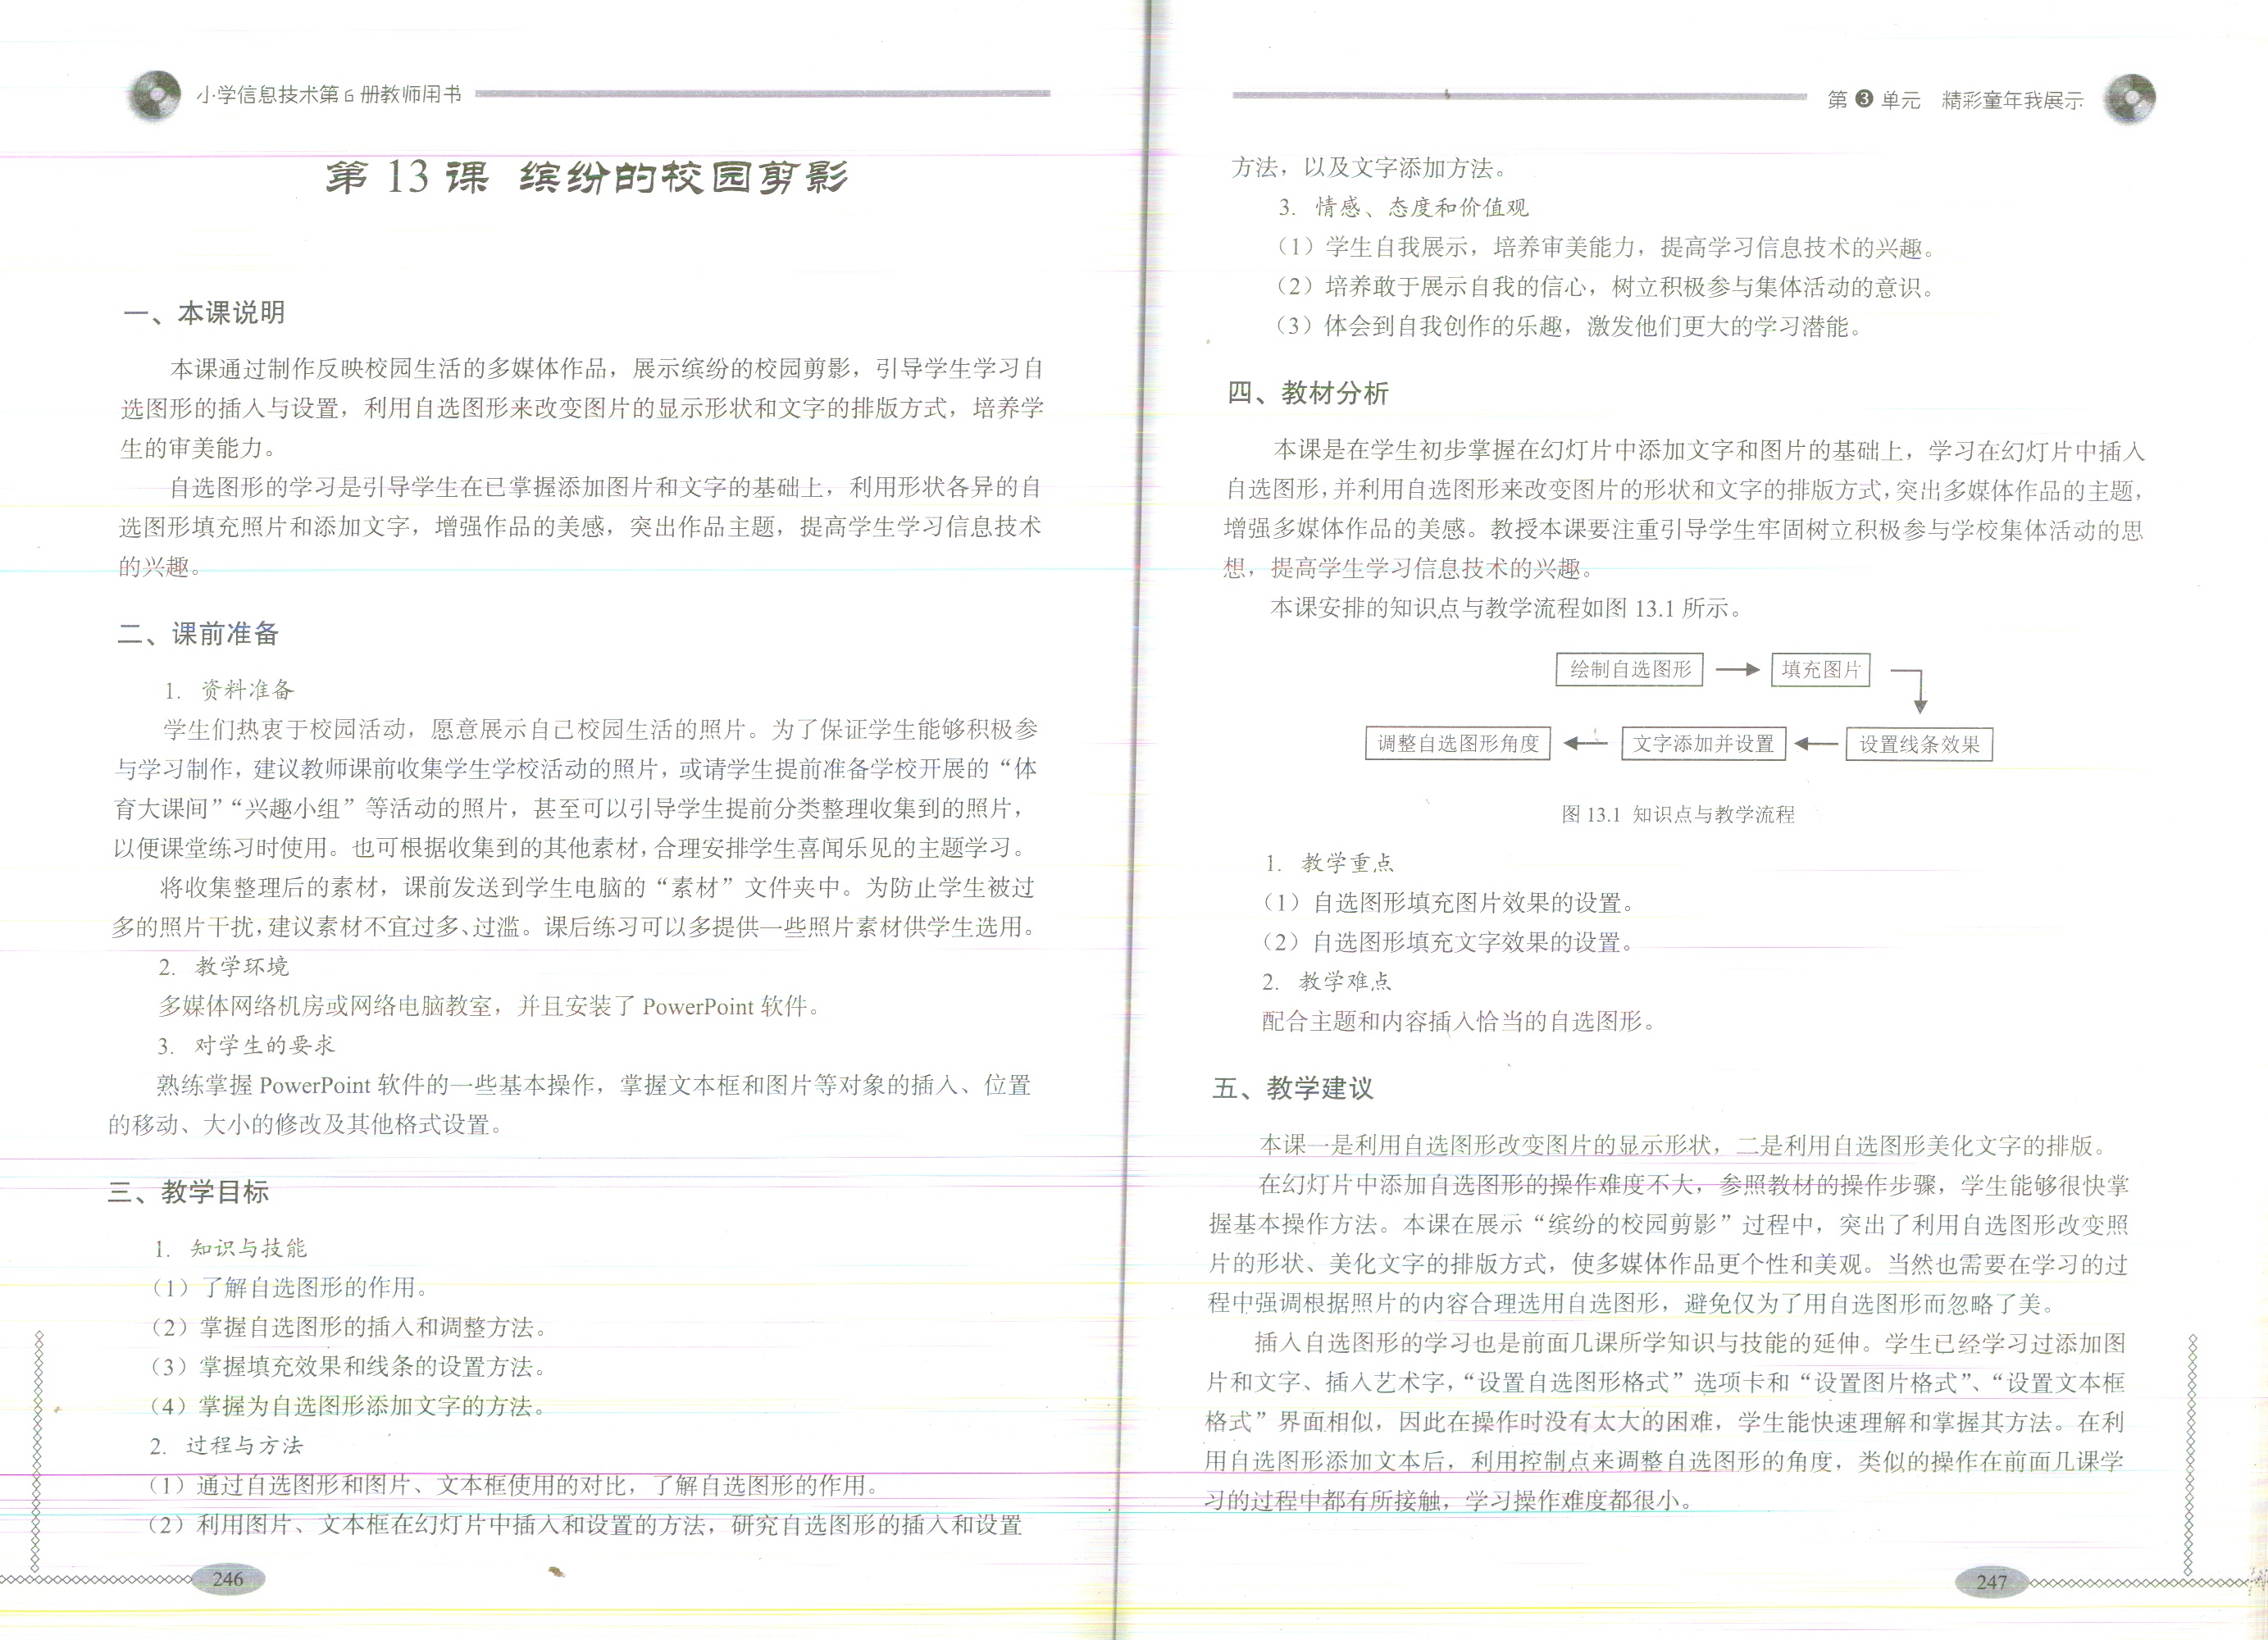 小学信息技术第6册教师用书
第 13 课 缤纷的校园剪影
一、本课说明
本课通过制作反映校园生活的多媒体作品，展示缤纷的校园剪影，引导学生学习自
选图形的插入与设置，利用自选图形来改变图片的显示形状和文字的排版方式，培养学
生的审美能力。
自选图形的学习是引导学生在已掌握添加图片和文字的基础上，利用形状各异的自
选图形填充照片和添加文字，增强作品的美感，突出作品主题，提高学生学习信息技术
的兴趣。
二、课前准备
1. 资料准备
学生们热衷于校园活动，愿意展示自己校园生活的照片。为了保证学生能够积极参
与学习制作，建议教师课前收集学生学校活动的照片，或请学生提前准备学校开展的“体
育大课间”“兴趣小组”等活动的照片，甚至可以引导学生提前分类整理收集到的照片，
以便课堂练习时使用。也可根据收集到的其他素材，合理安排学生喜闻乐见的主题学习。
将收集整理后的素材，课前发送到学生电脑的“素材”文件夹中。为防止学生被过
多的照片干扰，建议素材不宜过多、过滥。课后练习可以多提供一些照片素材供学生选用。
2. 教学环境
多媒体网络机房或网络电脑教室，并且安装了 PowerPoint 软件。
3. 对学生的要求
熟练掌握 PowerPoint 软件的一些基本操作，掌握文本框和图片等对象的插入、位置
的移动、大小的修改及其他格式设置。
三、教学目标
1. 知识与技能
（1）了解自选图形的作用。
（2）掌握自选图形的插入和调整方法。
（3）掌握填充效果和线条的设置方法。
（4）掌握为自选图形添加文字的方法。
2. 过程与方法
（1）通过自选图形和图片、文本框使用的对比，了解自选图形的作用。
（2）利用图片、文本框在幻灯片中插入和设置的方法，研究自选图形的插入和设置
246
第 3 单元 精彩童年我展示
方法，以及文字添加方法。
3. 情感、态度和价值观
（1）学生自我展示，培养审美能力，提高学习信息技术的兴趣。
（2）培养敢于展示自我的信心，树立积极参与集体活动的意识。
（3）体会到自我创作的乐趣，激发他们更大的学习潜能。
四、教材分析
本课是在学生初步掌握在幻灯片中添加文字和图片的基础上，学习在幻灯片中插入
自选图形，并利用自选图形来改变图片的形状和文字的排版方式，突出多媒体作品的主题，
增强多媒体作品的美感。教授本课要注重引导学生牢固树立积极参与学校集体活动的思
想，提高学生学习信息技术的兴趣。
本课安排的知识点与教学流程如图 13.1 所示。
绘制自选图形 填充图片
调整自选图形角度 文字添加并设置 设置线条效果
图 13.1 知识点与教学流程
1. 教学重点
（1）自选图形填充图片效果的设置。
（2）自选图形填充文字效果的设置。
2. 教学难点
配合主题和内容插入恰当的自选图形。
五、教学建议
本课一是利用自选图形改变图片的显示形状，二是利用自选图形美化文字的排版。
在幻灯片中添加自选图形的操作难度不大，参照教材的操作步骤，学生能够很快掌
握基本操作方法。本课在展示“缤纷的校园剪影”过程中，突出了利用自选图形改变照
片的形状、美化文字的排版方式，使多媒体作品更个性和美观。当然也需要在学习的过
程中强调根据照片的内容合理选用自选图形，避免仅为了用自选图形而忽略了美。
插入自选图形的学习也是前面几课所学知识与技能的延伸。学生已经学习过添加图
片和文字、插入艺术字，“设置自选图形格式”选项卡和“设置图片格式”、“设置文本框
格式”界面相似，因此在操作时没有太大的困难，学生能快速理解和掌握其方法。在利
用自选图形添加文本后，利用控制点来调整自选图形的角度，类似的操作在前面几课学
习的过程中都有所接触，学习操作难度都很小。
247